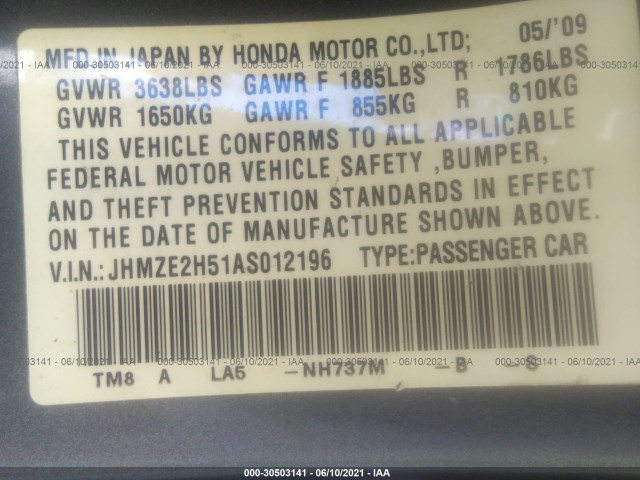 MFD IN JAPAN BY HONDA MOTOR CO.,LTD; 05/'09
GVWR 3638LBS GAWR F 1885LBS R 1786LBS
GVWR 1650KG GAWR F 855KG R 810KG
THIS VEHICLE CONFORMS TO ALL APPLICABLE
FEDERAL MOTOR VEHICLE SAFETY ,BUMPER,
AND THEFT PREVENTION STANDARDS IN EFFECT
ON THE DATE OF MANUFACTURE SHOWN ABOVE.
V.I.N.:JHMZE2H51AS012196 TYPE:PASSENGER CAR
TM8 A LA5 -NH737M -B -S
000-30503141 - 06/10/2021 - IAA